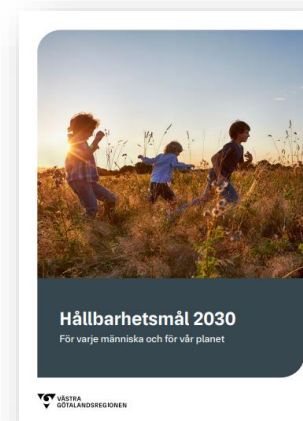 Hållbarhetsmål 2030
För varje människa och för vår planet
VÄSTRA
GÖTALANDSREGIONEN